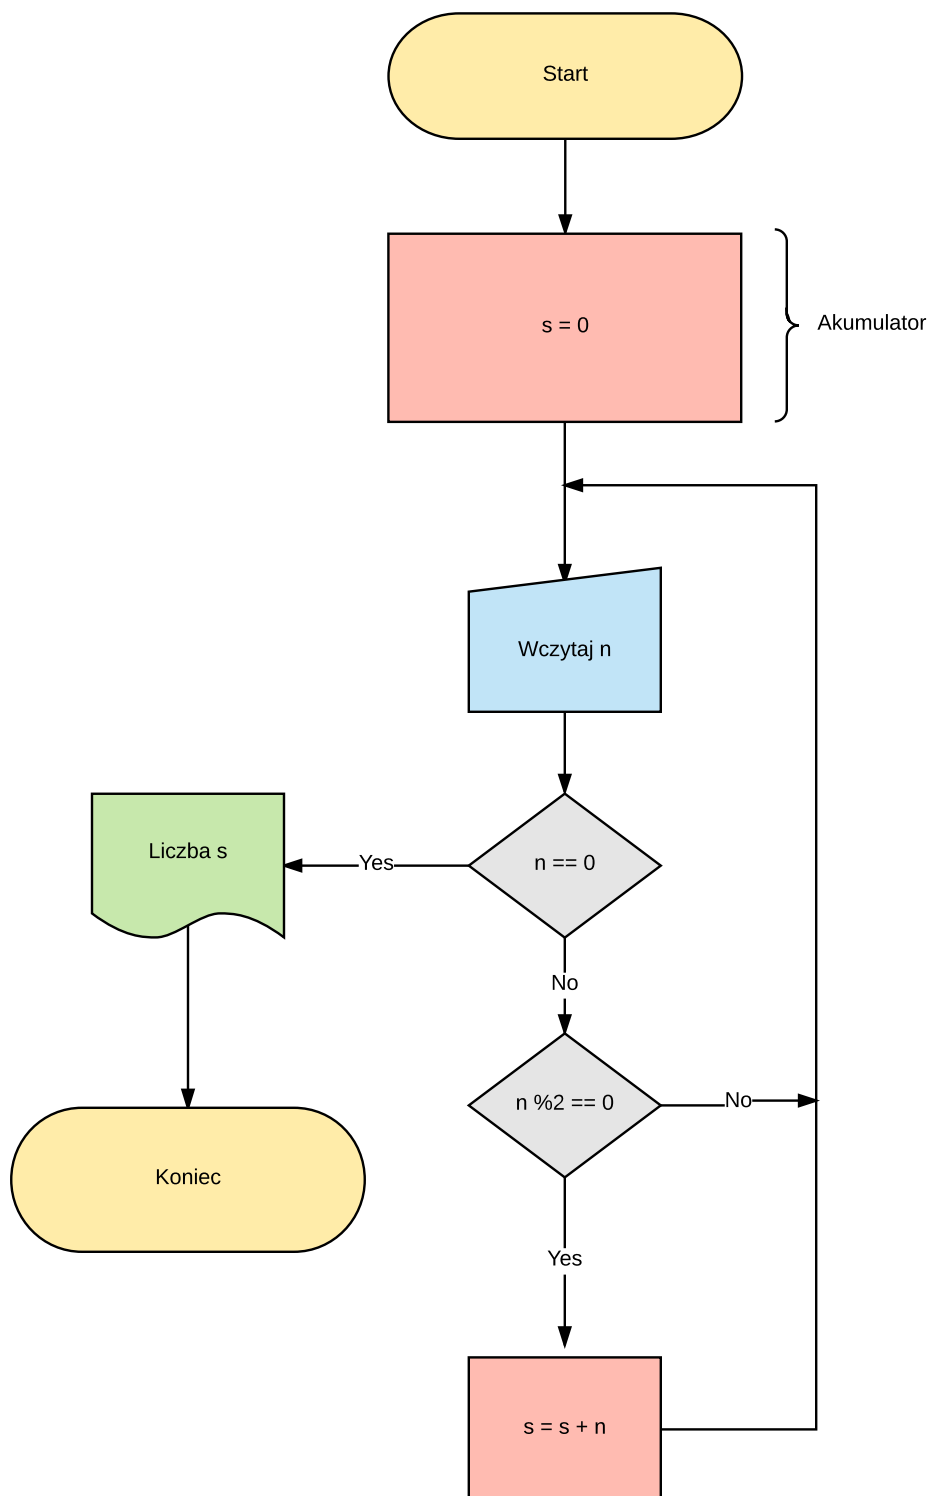 Start
s = 0
Akumulator
Wczytaj n
n == 0
Yes
Liczba s
No
n %2 == 0
No
Koniec
Yes
s = s + n